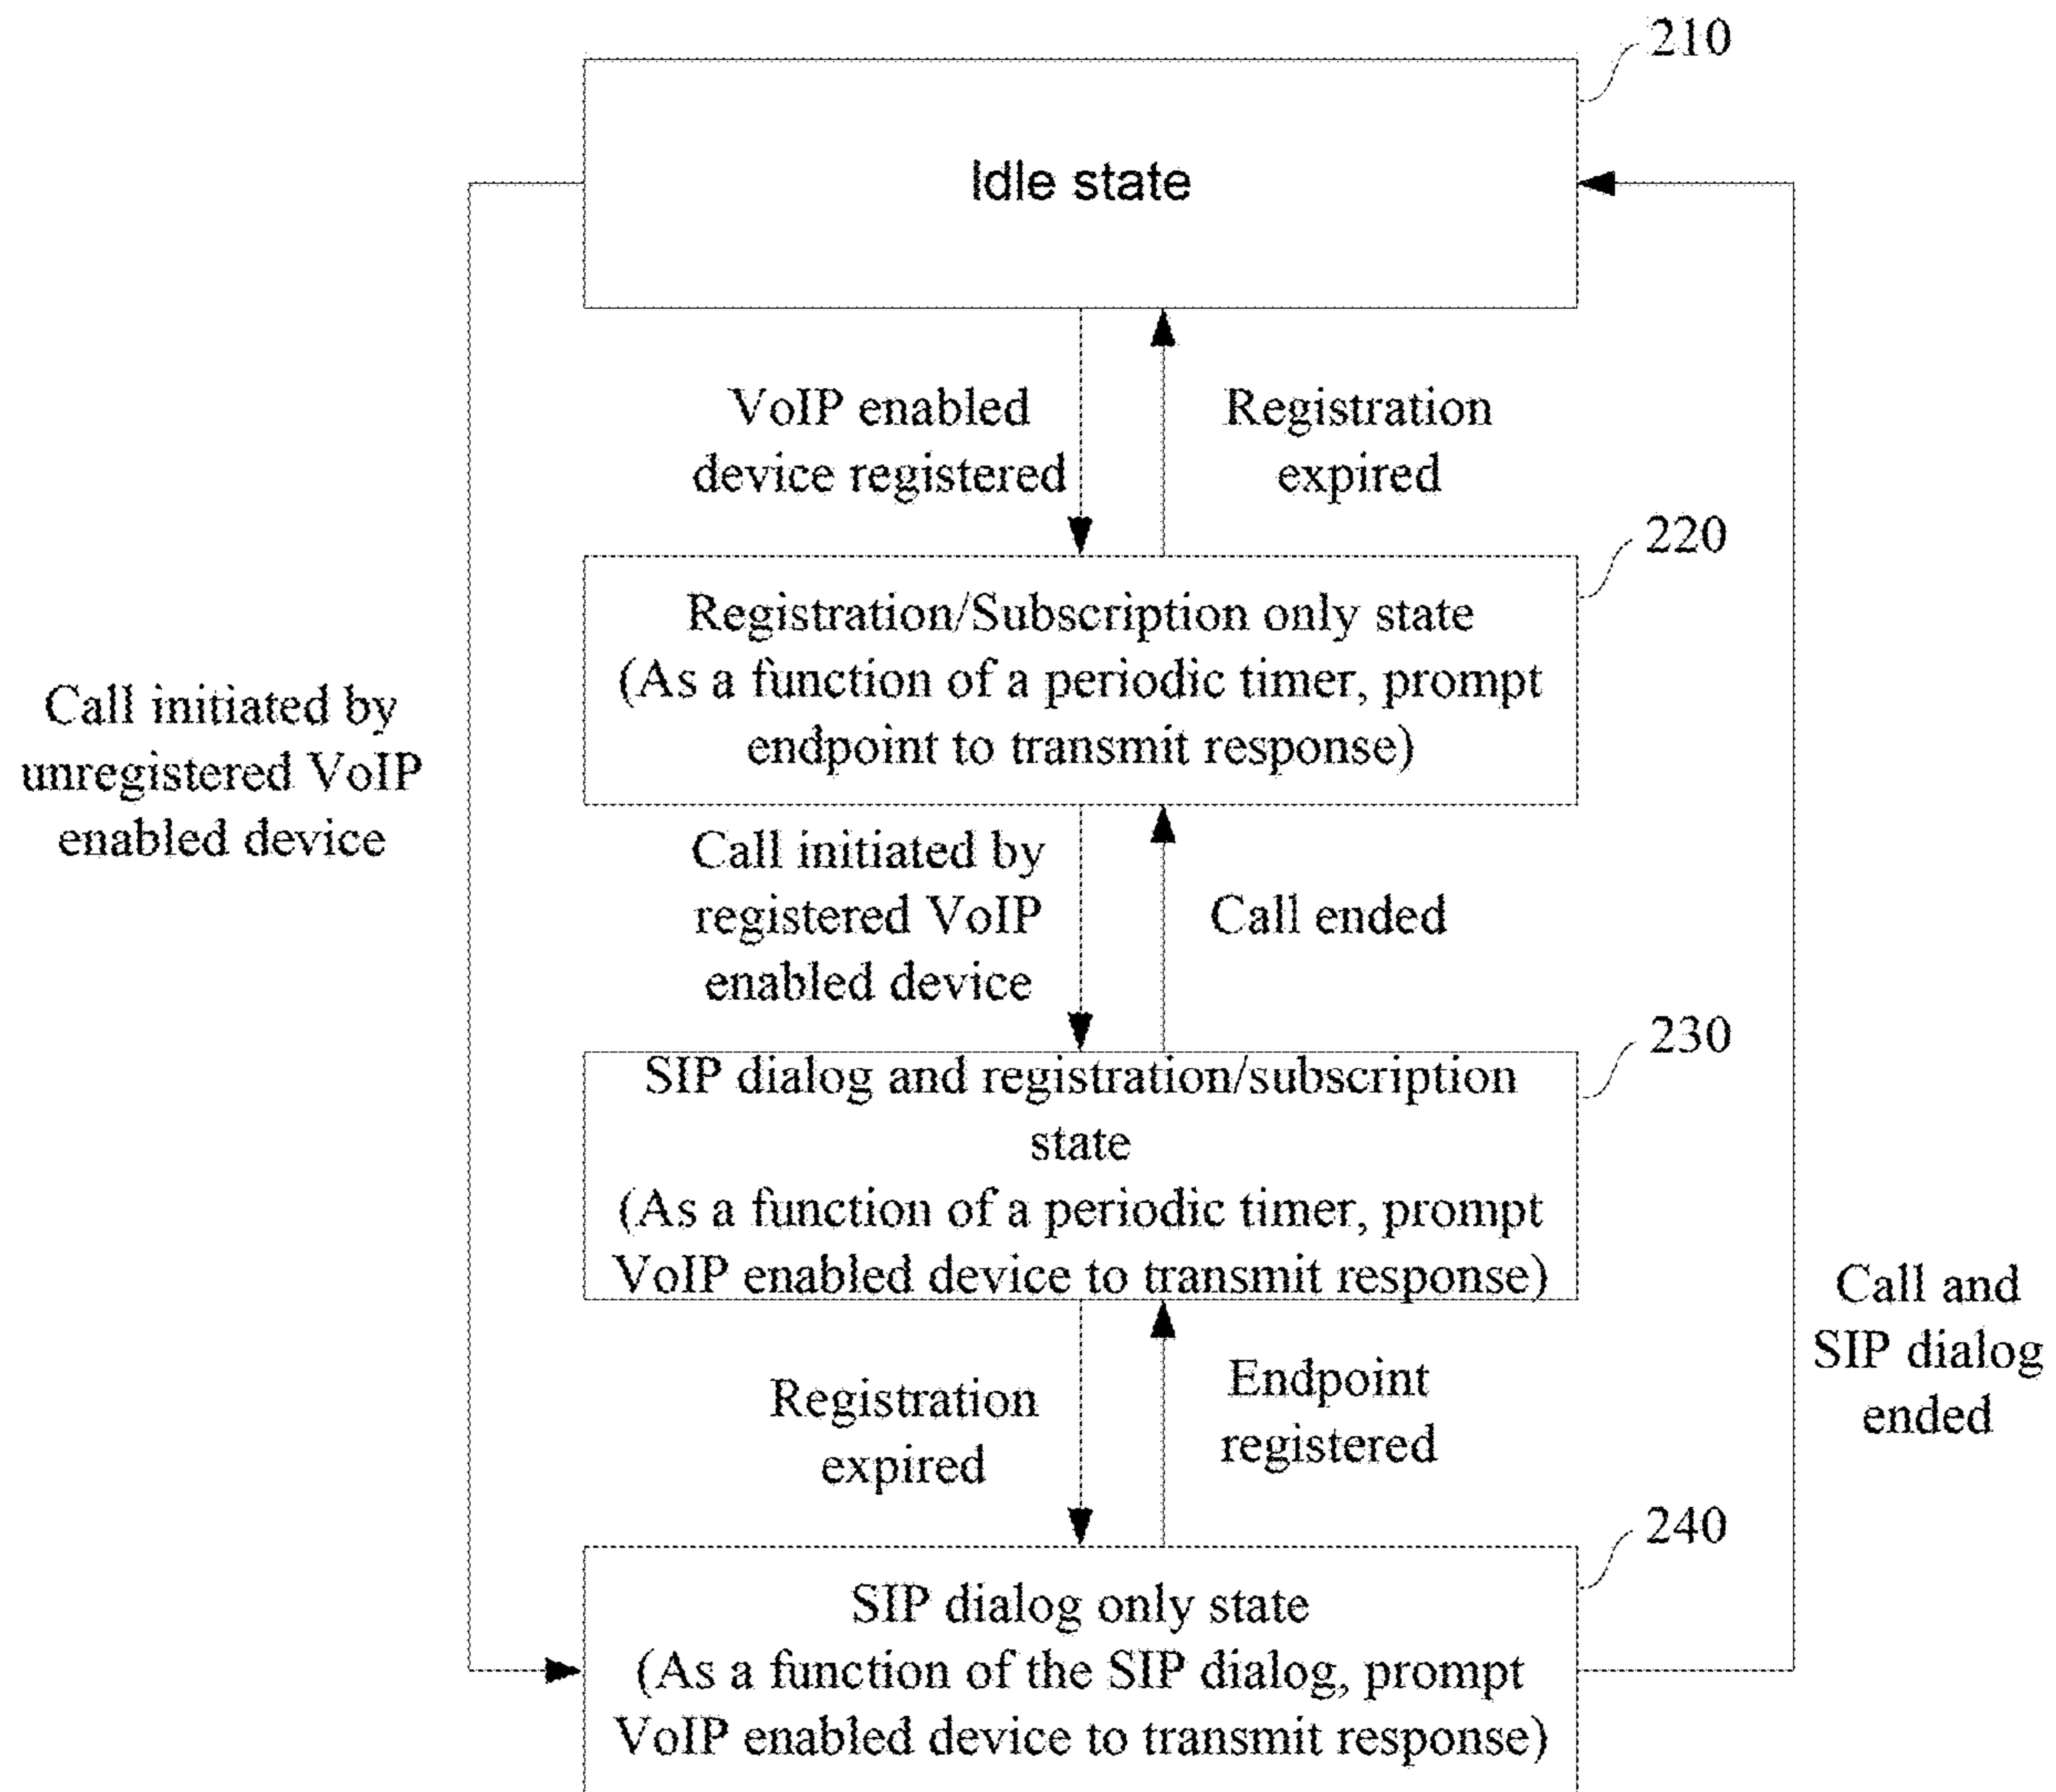 210
Idle state
VoIP enabled
device registered
Registration
expired
220
Registration/Subscription only state
(As a function of a periodic timer, prompt
endpoint to transmit response)
Call initiated by
unregistered VoIP
enabled device
Call initiated by
registered VoIP
enabled device
Call ended
230
SIP dialog and registration/subscription
state
(As a function of a periodic timer, prompt
VoIP enabled device to transmit response)
Call and
SIP dialog
ended
Registration
expired
Endpoint
registered
240
SIP dialog only state
(As a function of the SIP dialog, prompt
VoIP enabled device to transmit response)